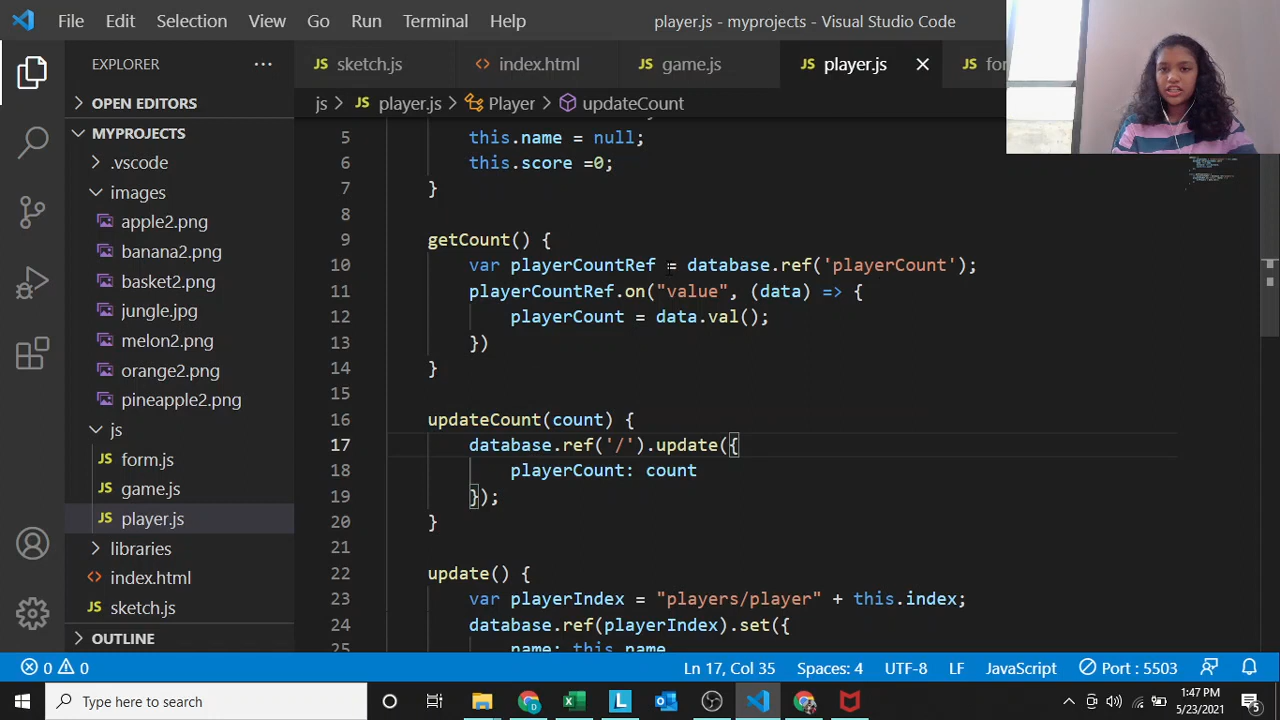 File Edit Selection View Go Run Terminal Help player.js - myprojects - Visual Studio Code
EXPLORER ...
JS sketch.js <> index.html JS game.js JS player.js × JS for
OPEN EDITORS
js > JS player.js > Player > updateCount
MYPROJECTS
.vscode
images
apple2.png
banana2.png
basket2.png
jungle.jpg
melon2.png
orange2.png
pineapple2.png
js
JS form.js
JS game.js
JS player.js
libraries
<> index.html
JS sketch.js
OUTLINE
5 this.name = null;
6 this.score =0;
7 }
8
9 getCount() {
10 var playerCountRef = database.ref('playerCount');
11 playerCountRef.on("value", (data) => {
12 playerCount = data.val();
13 })
14 }
15
16 updateCount(count) {
17 database.ref('/').update({
18 playerCount: count
19 });
20 }
21
22 update() {
23 var playerIndex = "players/player" + this.index;
24 database.ref(playerIndex).set({
25 name: this.name
0 0 Ln 17, Col 35 Spaces: 4 UTF-8 LF JavaScript Port : 5503
Type here to search
1:47 PM
5/23/2021
5